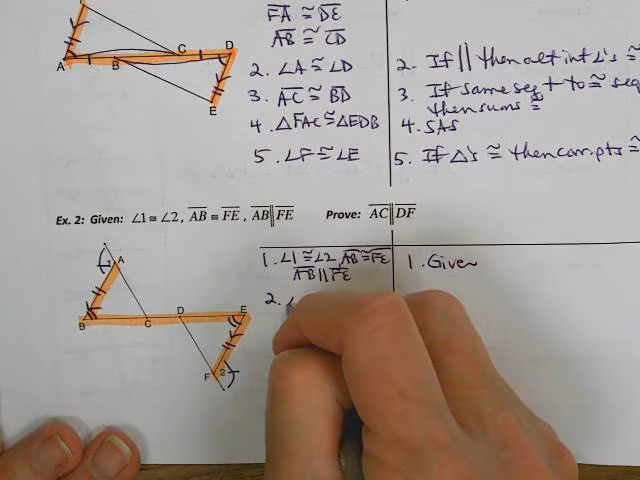 FA ≅ DE
AB ≅ CD
2. ∠A ≅ ∠D
2. If || then alt int ∠'s ≅
3. AC ≅ BD
3. If same seg + to ≅ seg
then sums ≅
4. △FAC ≅ △EDB
4. SAS
5. ∠F ≅ ∠E
5. If △'s ≅ then corr. pts ≅
A
B
C
D
E
Ex. 2: Given: ∠1 ≅ ∠2, AB ≅ FE, AB || FE Prove: AC || DF
1. ∠1 ≅ ∠2, AB ≅ FE
AB || FE
1. Given
2. ∠
1
A
B
C
D
E
F
2